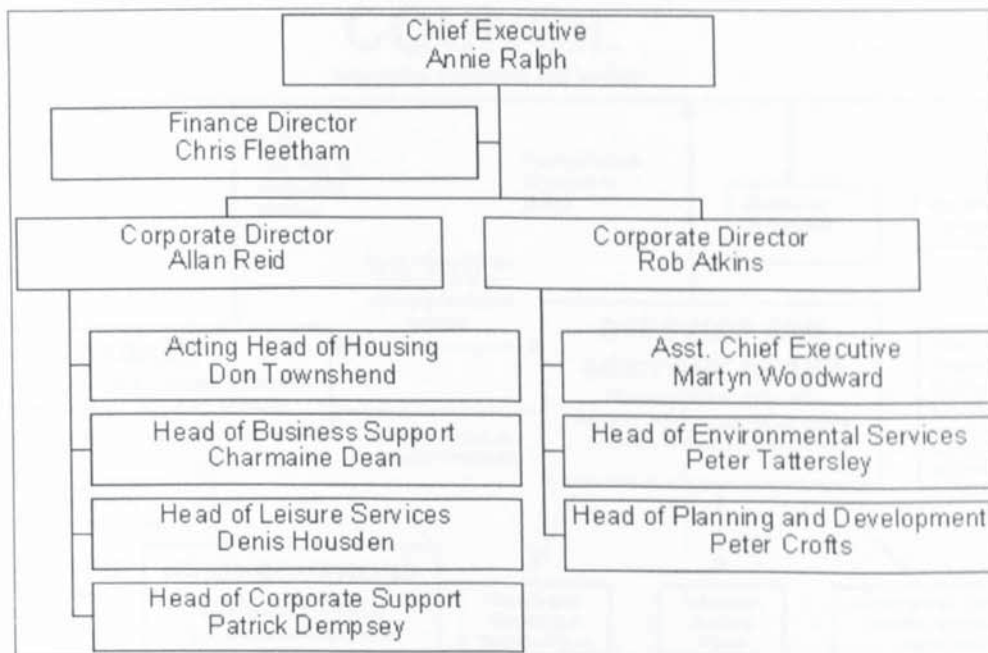 Chief Executive
Annie Ralph
Finance Director
Chris Fleetham
Corporate Director
Allan Reid
Corporate Director
Rob Atkins
Acting Head of Housing
Don Townshend
Head of Business Support
Charmaine Dean
Head of Leisure Services
Denis Housden
Head of Corporate Support
Patrick Dempsey
Asst. Chief Executive
Martyn Woodward
Head of Environmental Services
Peter Tattersley
Head of Planning and Development
Peter Crofts